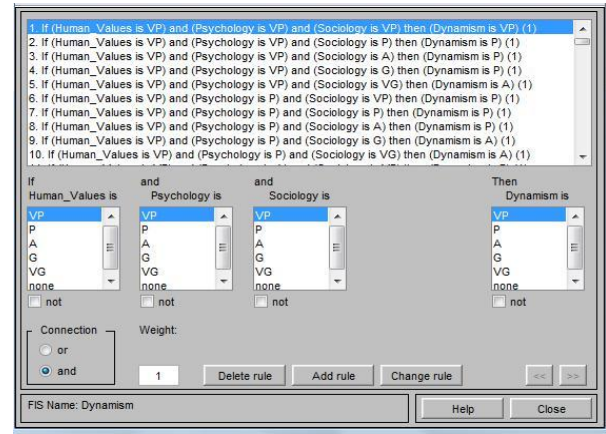 1. If (Human_Values is VP) and (Psychology is VP) and (Sociology is VP) then (Dynamism is VP) (1)
2. If (Human_Values is VP) and (Psychology is VP) and (Sociology is P) then (Dynamism is P) (1)
3. If (Human_Values is VP) and (Psychology is VP) and (Sociology is A) then (Dynamism is P) (1)
4. If (Human_Values is VP) and (Psychology is VP) and (Sociology is G) then (Dynamism is P) (1)
5. If (Human_Values is VP) and (Psychology is VP) and (Sociology is VG) then (Dynamism is A) (1)
6. If (Human_Values is VP) and (Psychology is P) and (Sociology is VP) then (Dynamism is P) (1)
7. If (Human_Values is VP) and (Psychology is P) and (Sociology is P) then (Dynamism is P) (1)
8. If (Human_Values is VP) and (Psychology is P) and (Sociology is A) then (Dynamism is P) (1)
9. If (Human_Values is VP) and (Psychology is P) and (Sociology is G) then (Dynamism is A) (1)
10. If (Human_Values is VP) and (Psychology is P) and (Sociology is VG) then (Dynamism is A) (1)
If and and Then
Human_Values is Psychology is Sociology is Dynamism is
VP VP VP VP
P P P P
A A A A
G G G G
VG VG VG VG
none none none none
not not not not
Connection Weight:
or
and 1 Delete rule Add rule Change rule << >>
FIS Name: Dynamism Help Close